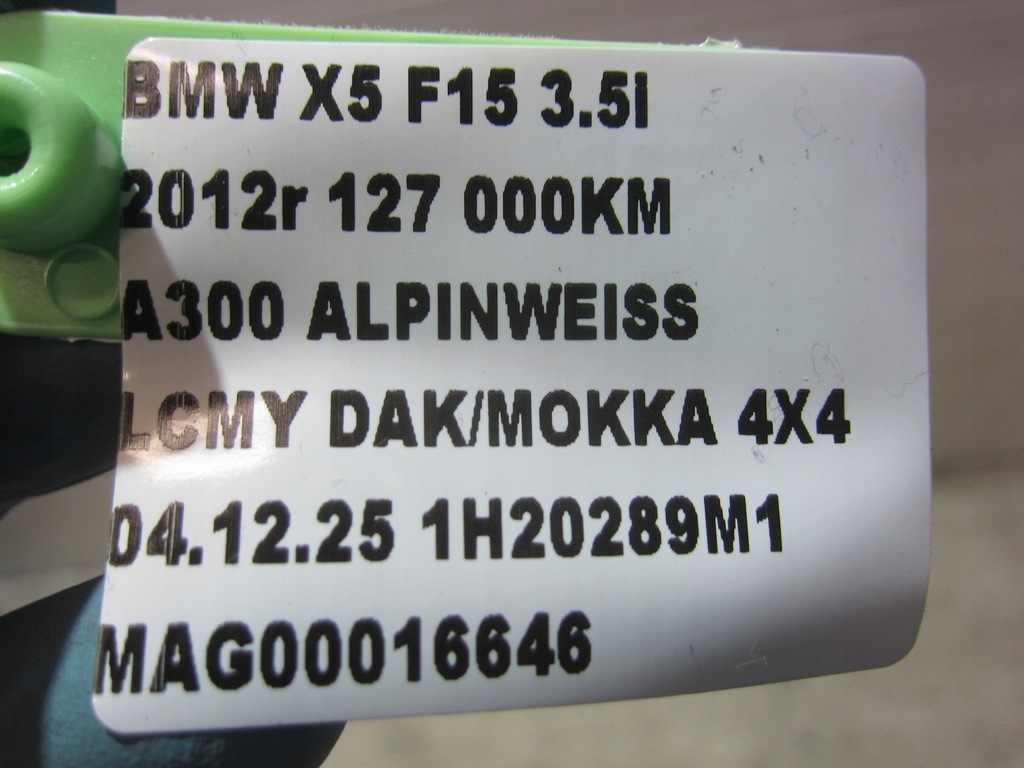 BMW X5 F15 3.5i
2012r 127 000KM
A300 ALPINWEISS
LCMY DAK/MOKKA 4X4
04.12.25 1H20289M1
MAG00016646